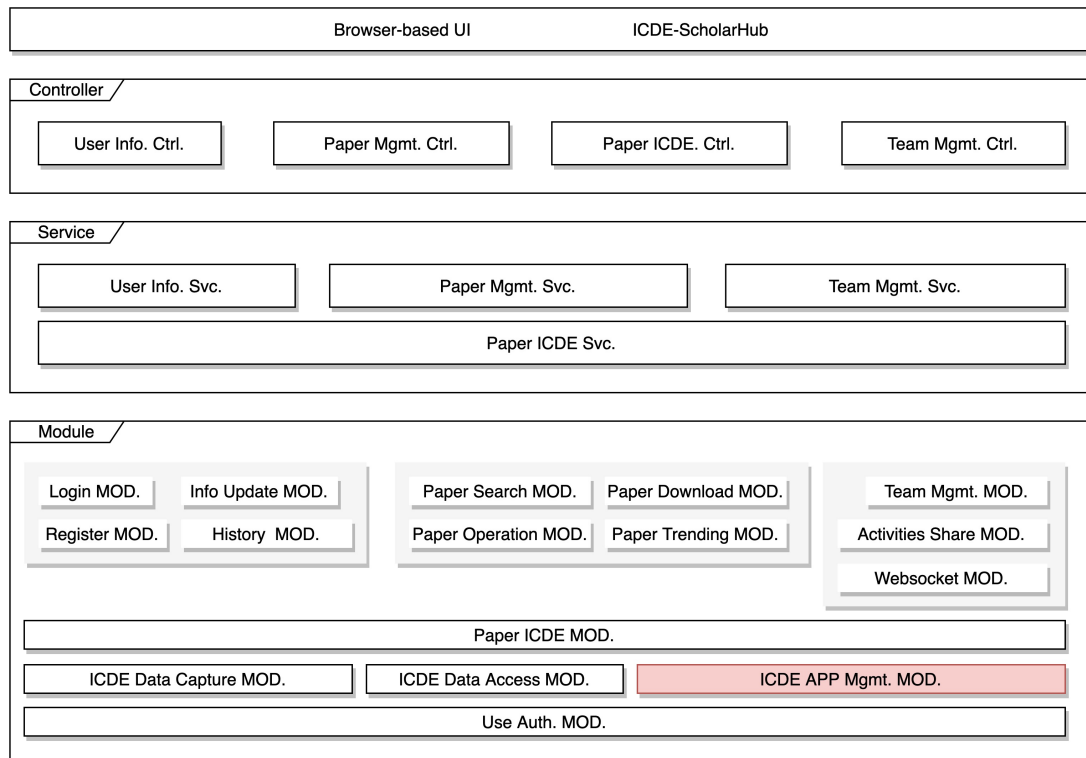 Browser-based UI ICDE-ScholarHub
Controller
User Info. Ctrl. Paper Mgmt. Ctrl. Paper ICDE. Ctrl. Team Mgmt. Ctrl.
Service
User Info. Svc. Paper Mgmt. Svc. Team Mgmt. Svc.
Paper ICDE Svc.
Module
Login MOD. Info Update MOD. Paper Search MOD. Paper Download MOD. Team Mgmt. MOD.
Register MOD. History MOD. Paper Operation MOD. Paper Trending MOD. Activities Share MOD.
Websocket MOD.
Paper ICDE MOD.
ICDE Data Capture MOD. ICDE Data Access MOD. ICDE APP Mgmt. MOD.
Use Auth. MOD.